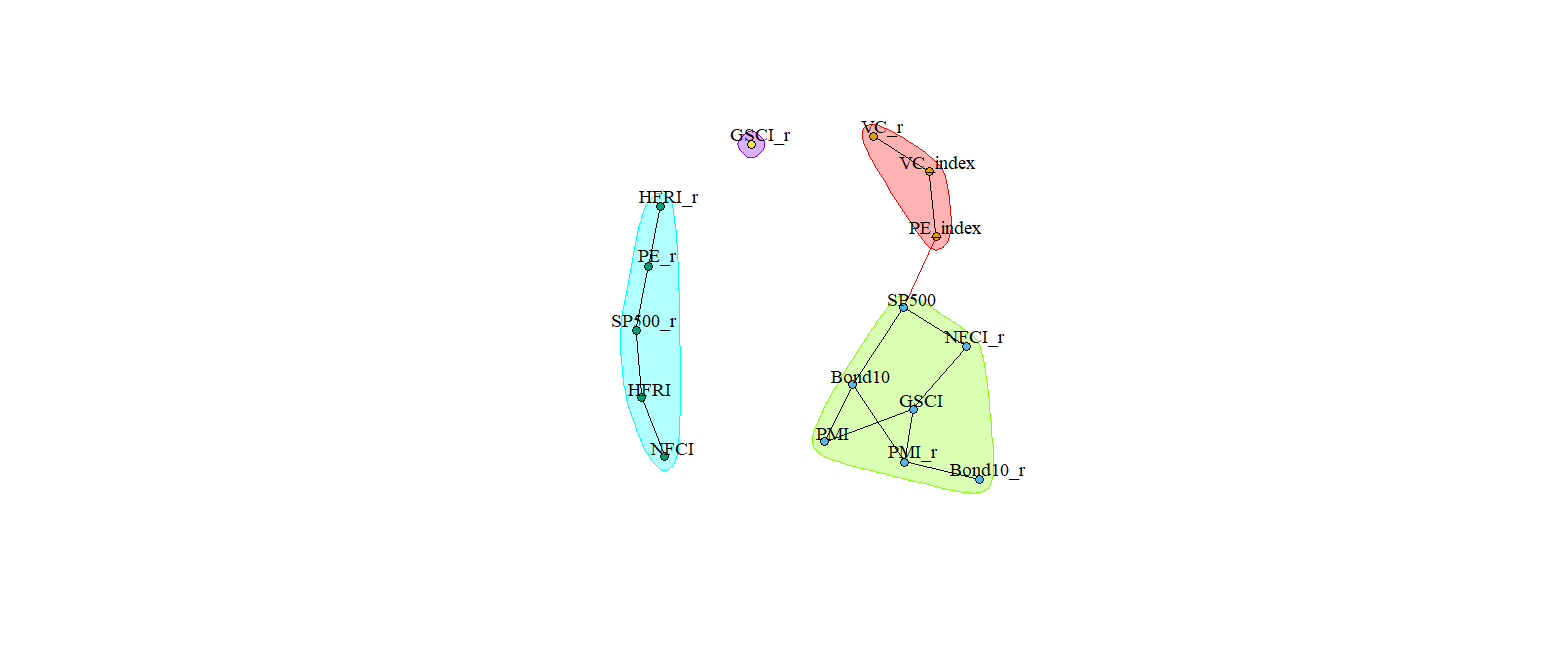 VC_r
GSCI_r
VC_index
HFRI_r
PE_index
PE_r
SP500
SP500_r
NFCI_r
Bond10
HFRI
GSCI
PMI
NFCI
PMI_r
Bond10_r